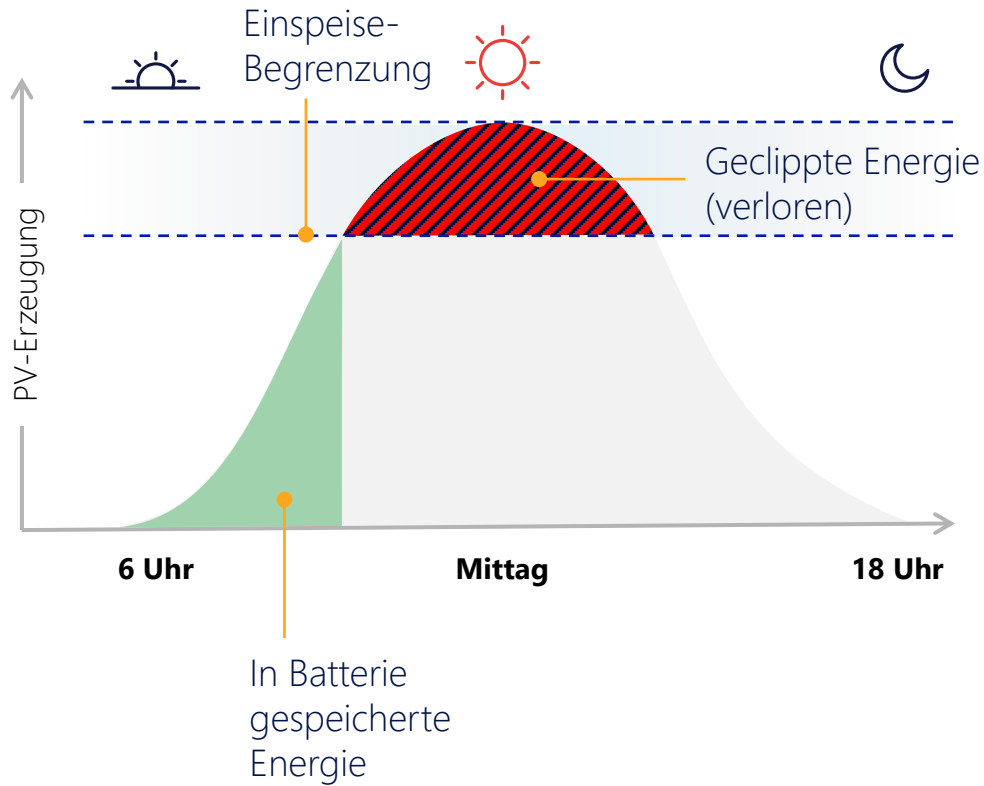 Einspeise-
Begrenzung
Geclippte Energie
(verloren)
PV-Erzeugung
6 Uhr
Mittag
18 Uhr
In Batterie
gespeicherte
Energie